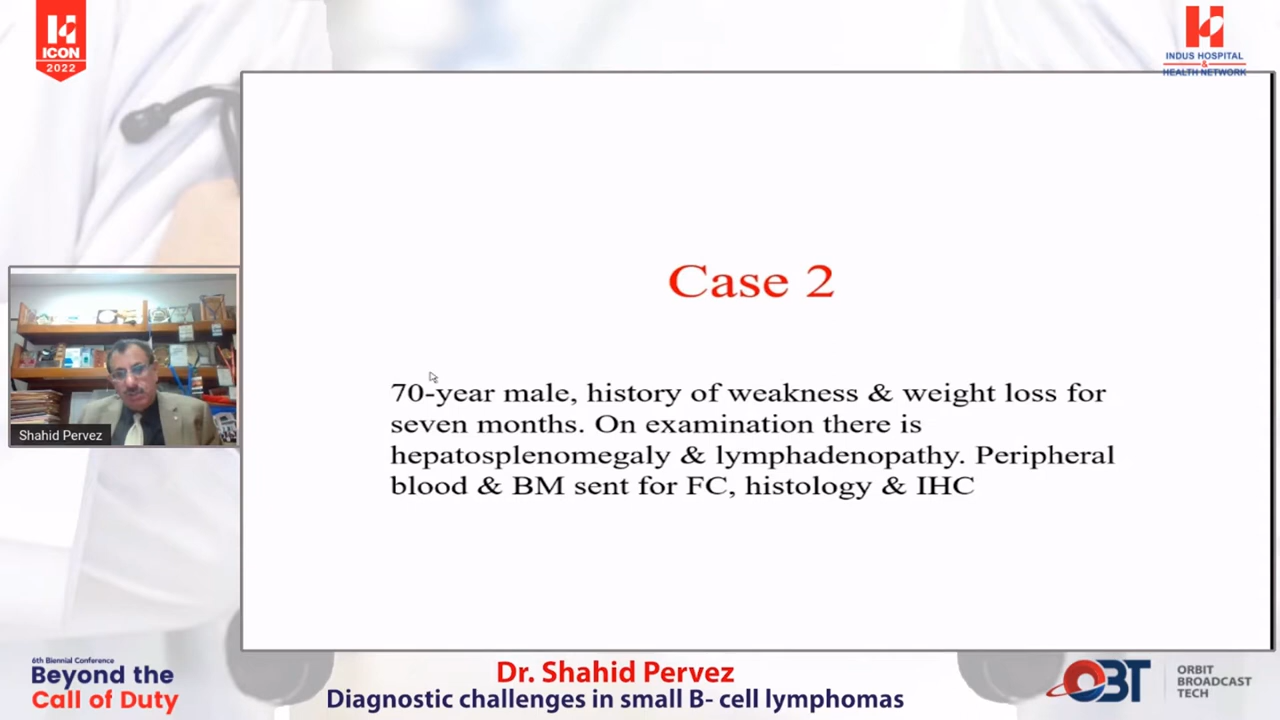 ICON
2022
INDUS HOSPITAL
&
HEALTH NETWORK
Case 2
70-year male, history of weakness & weight loss for
seven months. On examination there is
hepatosplenomegaly & lymphadenopathy. Peripheral
blood & BM sent for FC, histology & IHC
Shahid Pervez
6th Biennial Conference
Beyond the
Call of Duty
Dr. Shahid Pervez
Diagnostic challenges in small B- cell lymphomas
OBT
ORBIT
BROADCAST
TECH